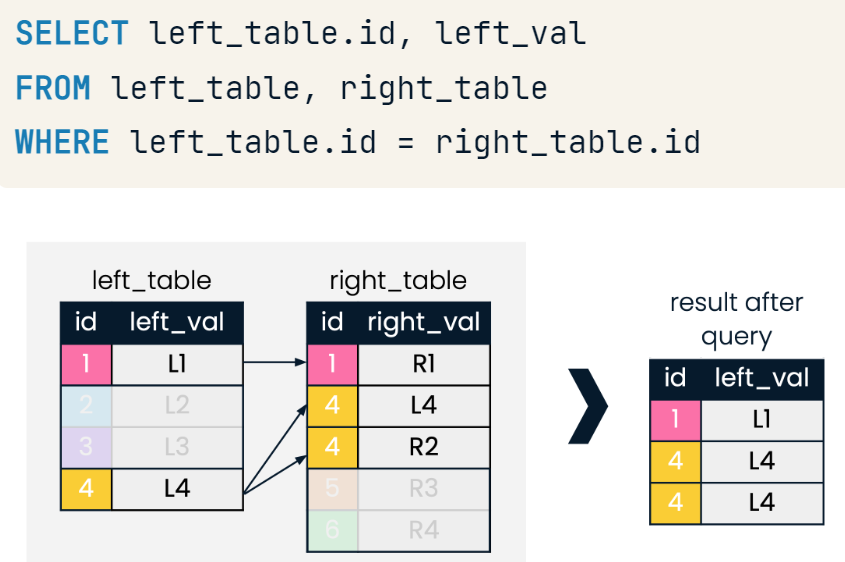 SELECT left_table.id, left_val
FROM left_table, right_table
WHERE left_table.id = right_table.id
left_table
id left_val
1 L1
2 L2
3 L3
4 L4
right_table
id right_val
1 R1
4 L4
4 R2
5 R3
6 R4
result after
query
id left_val
1 L1
4 L4
4 L4